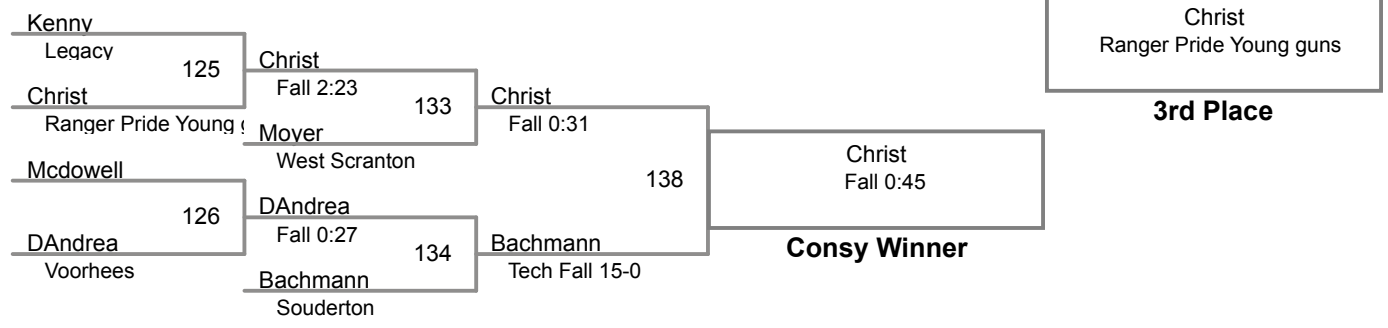 Kenny
Legacy
125
Christ
Ranger Pride Young
Christ
Fall 2:23
133
Moyer
West Scranton
Mcdowell
126
DAndrea
Voorhees
DAndrea
Fall 0:27
134
Bachmann
Souderton
Christ
Fall 0:31
138
Bachmann
Tech Fall 15-0
Christ
Fall 0:45
Consy Winner
Christ
Ranger Pride Young guns
3rd Place